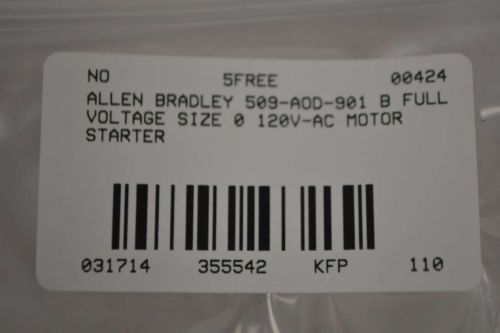 NO 5FREE 00424
ALLEN BRADLEY 509-AOD-901 B FULL
VOLTAGE SIZE 0 120V-AC MOTOR
STARTER
031714 355542 KFP 110